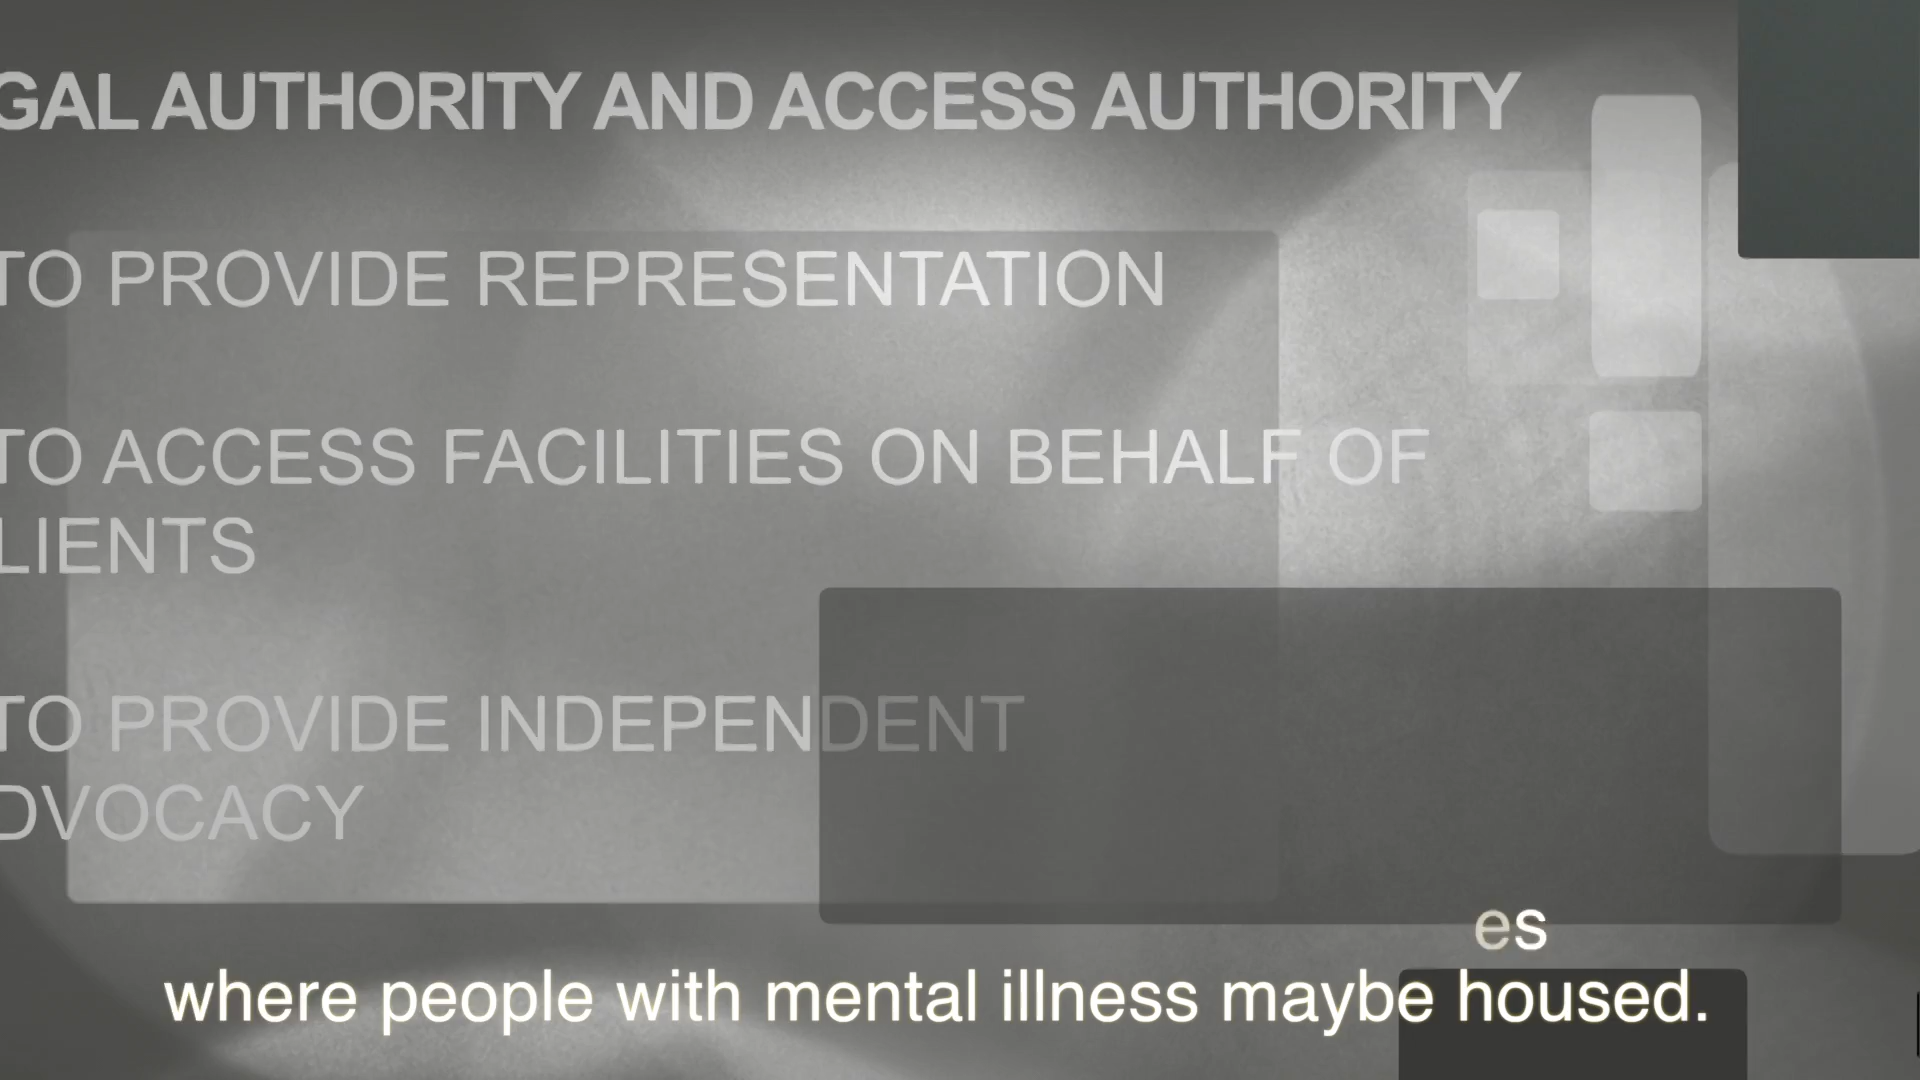 GAL AUTHORITY AND ACCESS AUTHORITY
TO PROVIDE REPRESENTATION
TO ACCESS FACILITIES ON BEHALF OF
LIENTS
TO PROVIDE INDEPENDENT
DVOCACY
es
where people with mental illness maybe housed.